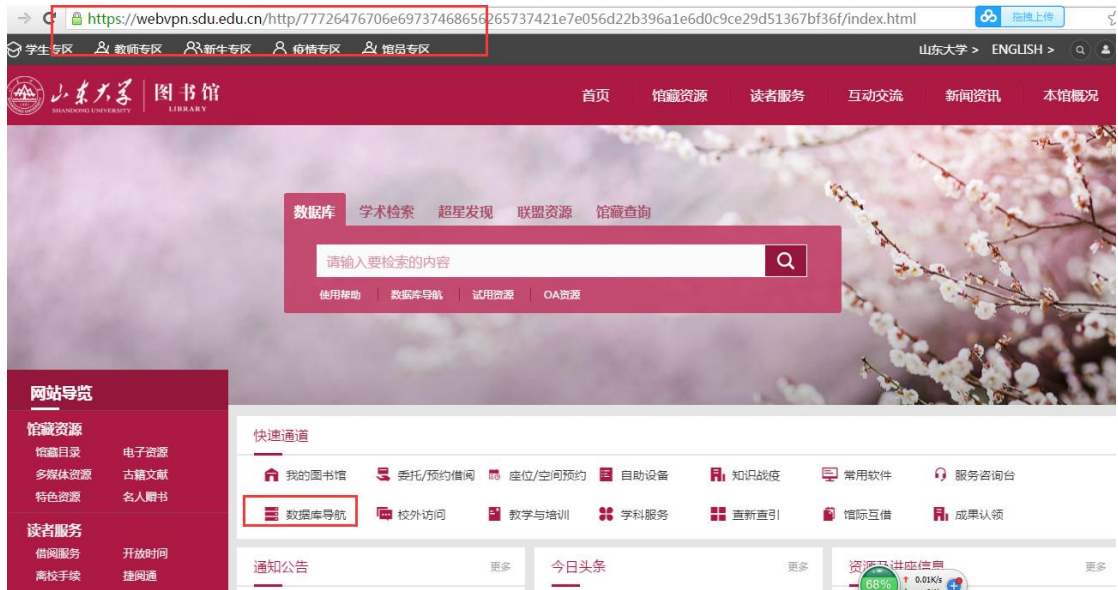 https://webvpn.sdu.edu.cn/http/77726476706e69737468656265737421e7e056d22b396a1e6d0c9ce29d51367bf36f/index.html 拖拽上传
学生专区 教师专区 新生专区 疫情专区 馆员专区 山东大学 > ENGLISH >
山东大学 图书馆 首页 馆藏资源 读者服务 互动交流 新闻资讯 本馆概况
SHANDONG UNIVERSITY LIBRARY
数据库 学术检索 超星发现 联盟资源 馆藏查询
请输入要检索的内容
使用帮助 数据库导航 试用资源 OA资源
网站导览
馆藏资源
馆藏目录 电子资源
多媒体资源 古籍文献
特色资源 名人赠书
读者服务
借阅服务 开放时间
离校手续 捷阅通
快速通道
我的图书馆 委托/预约借阅 座位/空间预约 自助设备 知识战疫 常用软件 服务咨询台
数据库导航 校外访问 教学与培训 学科服务 查新查引 馆际互借 成果认领
通知公告 更多 今日头条 更多 资源及讲座信息 更多
68% 0.01K/s